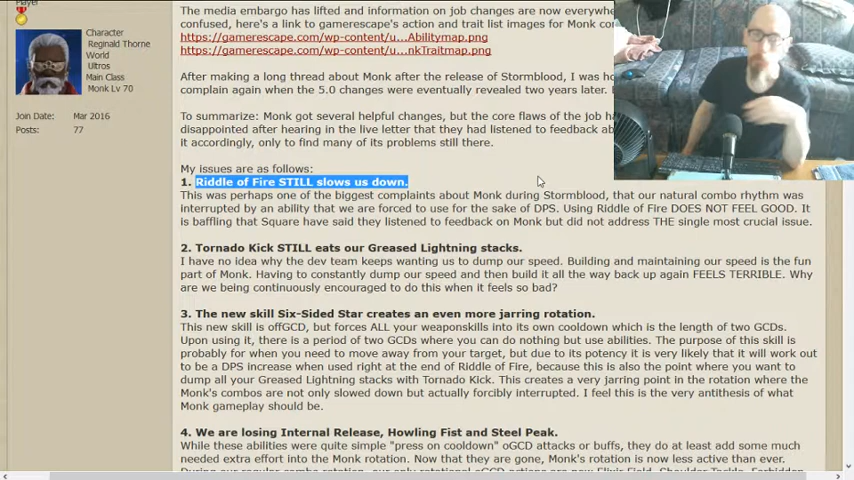 Player
The media embargo has lifted and information on job changes are now everywhe
confused, here's a link to gamerescape's action and trait list images for Monk co
https://gamerescape.com/wp-content/u...Abilitymap.png
https://gamerescape.com/wp-content/u...nkTraitmap.png
Character
Reginald Thorne
World
Ultros
Main Class
Monk Lv 70
Join Date: Mar 2016
Posts: 77
After making a long thread about Monk after the release of Stormblood, I was ho
complain again when the 5.0 changes were eventually revealed two years later.
To summarize: Monk got several helpful changes, but the core flaws of the job ha
disappointed after hearing in the live letter that they had listened to feedback ab
it accordingly, only to find many of its problems still there.
My issues are as follows:
1. Riddle of Fire STILL slows us down.
This was perhaps one of the biggest complaints about Monk during Stormblood, that our natural combo rhythm was
interrupted by an ability that we are forced to use for the sake of DPS. Using Riddle of Fire DOES NOT FEEL GOOD. It
is baffling that Square have said they listened to feedback on Monk but did not address THE single most crucial issue.
2. Tornado Kick STILL eats our Greased Lightning stacks.
I have no idea why the dev team keeps wanting us to dump our speed. Building and maintaining our speed is the fun
part of Monk. Having to constantly dump our speed and then build it all the way back up again FEELS TERRIBLE. Why
are we being continuously encouraged to do this when it feels so bad?
3. The new skill Six-Sided Star creates an even more jarring rotation.
This new skill is offGCD, but forces ALL your weaponskills into its own cooldown which is the length of two GCDs.
Upon using it, there is a period of two GCDs where you can do nothing but use abilities. The purpose of this skill is
probably for when you need to move away from your target, but due to its potency it is very likely that it will work out
to be a DPS increase when used right at the end of Riddle of Fire, because this is also the point where you want to
dump all your Greased Lightning stacks with Tornado Kick. This creates a very jarring point in the rotation where the
Monk's combos are not only slowed down but actually forcibly interrupted. I feel this is the very antithesis of what
Monk gameplay should be.
4. We are losing Internal Release, Howling Fist and Steel Peak.
While these abilities were quite simple "press on cooldown" oGCD attacks or buffs, they do at least add some much
needed extra effort into the Monk rotation. Now that they are gone, Monk's rotation is now less active than ever.
During our regular combo rotation, our only rotational oGCD actions are now Elixir Field, Shoulder Tackle, Forbidden